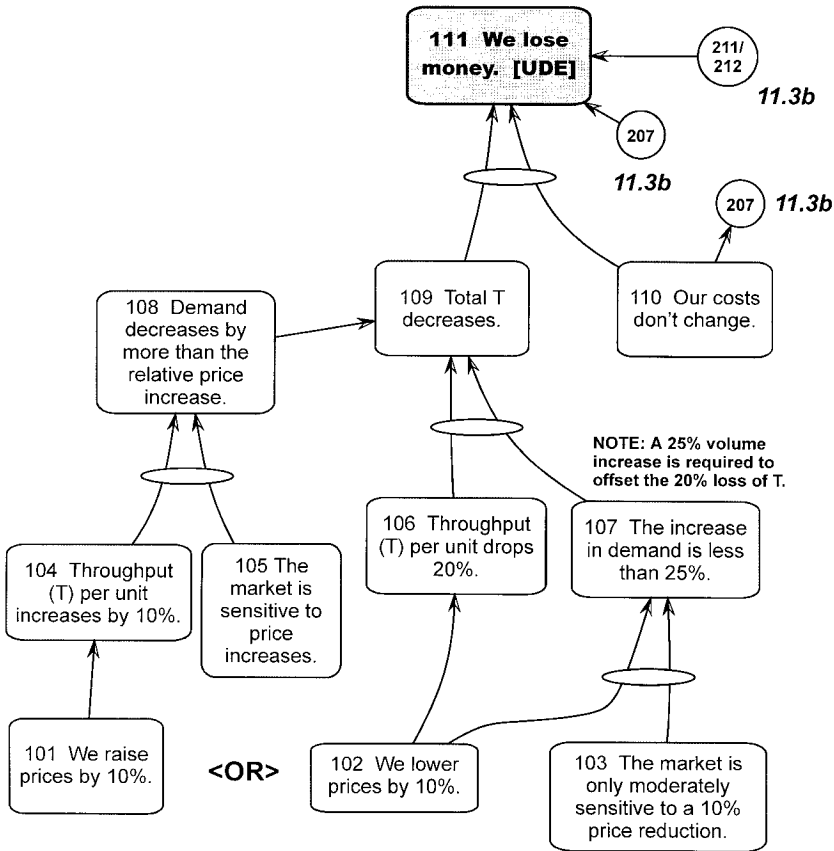 111 We lose
money. [UDE]
211/
212
11.3b
207
11.3b
207
11.3b
108 Demand
decreases by
more than the
relative price
increase.
109 Total T
decreases.
110 Our costs
don't change.
NOTE: A 25% volume
increase is required to
offset the 20% loss of T.
104 Throughput
(T) per unit
increases by 10%.
105 The
market is
sensitive to
price
increases.
106 Throughput
(T) per unit drops
20%.
107 The increase
in demand is less
than 25%.
101 We raise
prices by 10%.
<OR>
102 We lower
prices by 10%.
103 The market is
only moderately
sensitive to a 10%
price reduction.